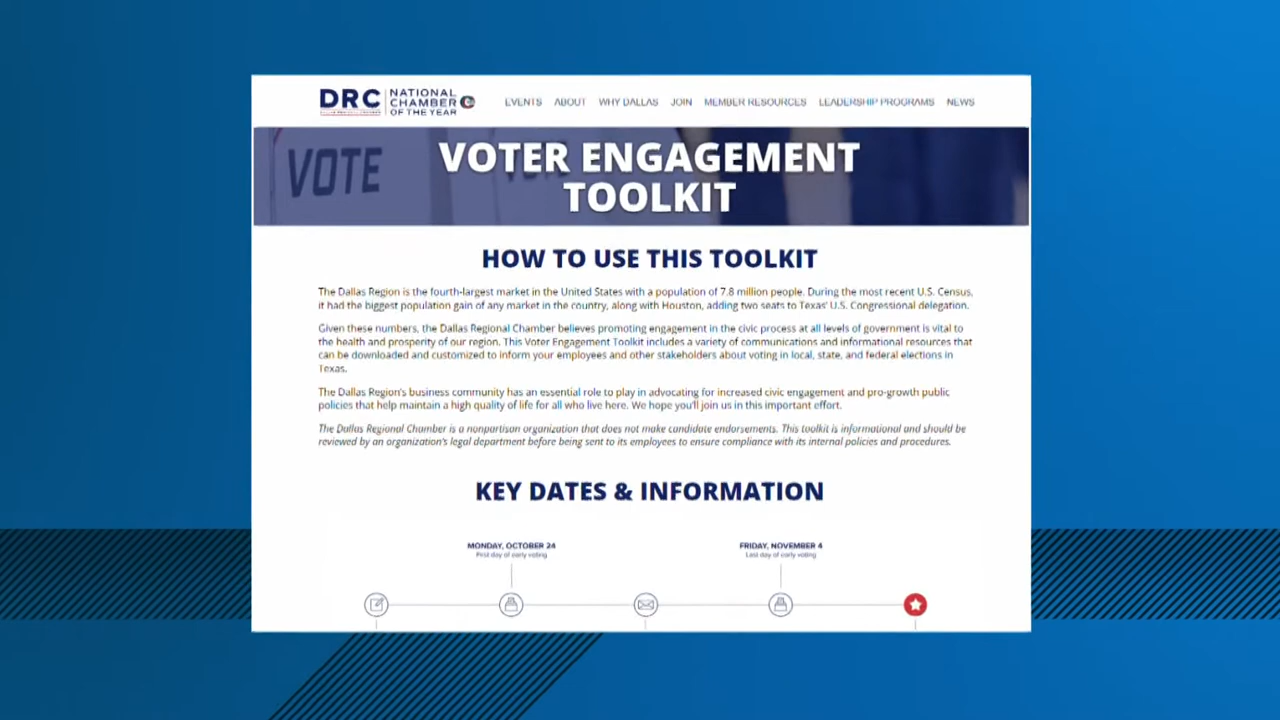 DRC
NATIONAL
CHAMBER
OF THE YEAR
EVENTS ABOUT WHY DALLAS JOIN MEMBER RESOURCES LEADERSHIP PROGRAMS NEWS
VOTE
VOTER ENGAGEMENT
TOOLKIT
HOW TO USE THIS TOOLKIT
The Dallas Region is the fourth-largest market in the United States with a population of 7.8 million people. During the most recent U.S. Census,
it had the biggest population gain of any market in the country, along with Houston, adding two seats to Texas' U.S. Congressional delegation.
Given these numbers, the Dallas Regional Chamber believes promoting engagement in the civic process at all levels of government is vital to
the health and prosperity of our region. This Voter Engagement Toolkit includes a variety of communications and informational resources that
can be downloaded and customized to inform your employees and other stakeholders about voting in local, state, and federal elections in
Texas.
The Dallas Region's business community has an essential role to play in advocating for increased civic engagement and pro-growth public
policies that help maintain a high quality of life for all who live here. We hope you'll join us in this important effort.
The Dallas Regional Chamber is a nonpartisan organization that does not make candidate endorsements. This toolkit is informational and should be
reviewed by an organization's legal department before being sent to its employees to ensure compliance with its internal policies and procedures.
KEY DATES & INFORMATION
MONDAY, OCTOBER 24
First day of early voting
FRIDAY, NOVEMBER 4
Last day of early voting